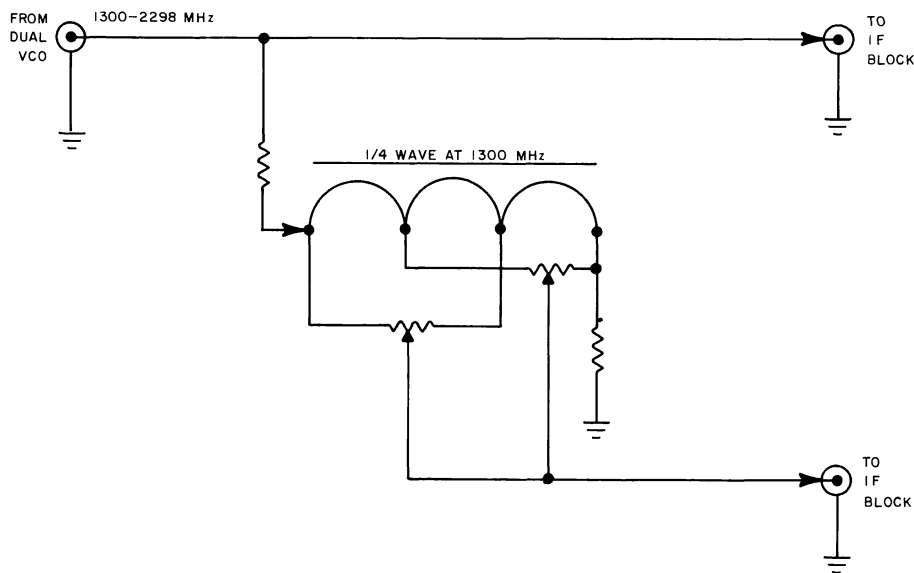 FROM
DUAL
VCO
1300-2298 MHz
TO
IF
BLOCK
1/4 WAVE AT 1300 MHz
TO
IF
BLOCK